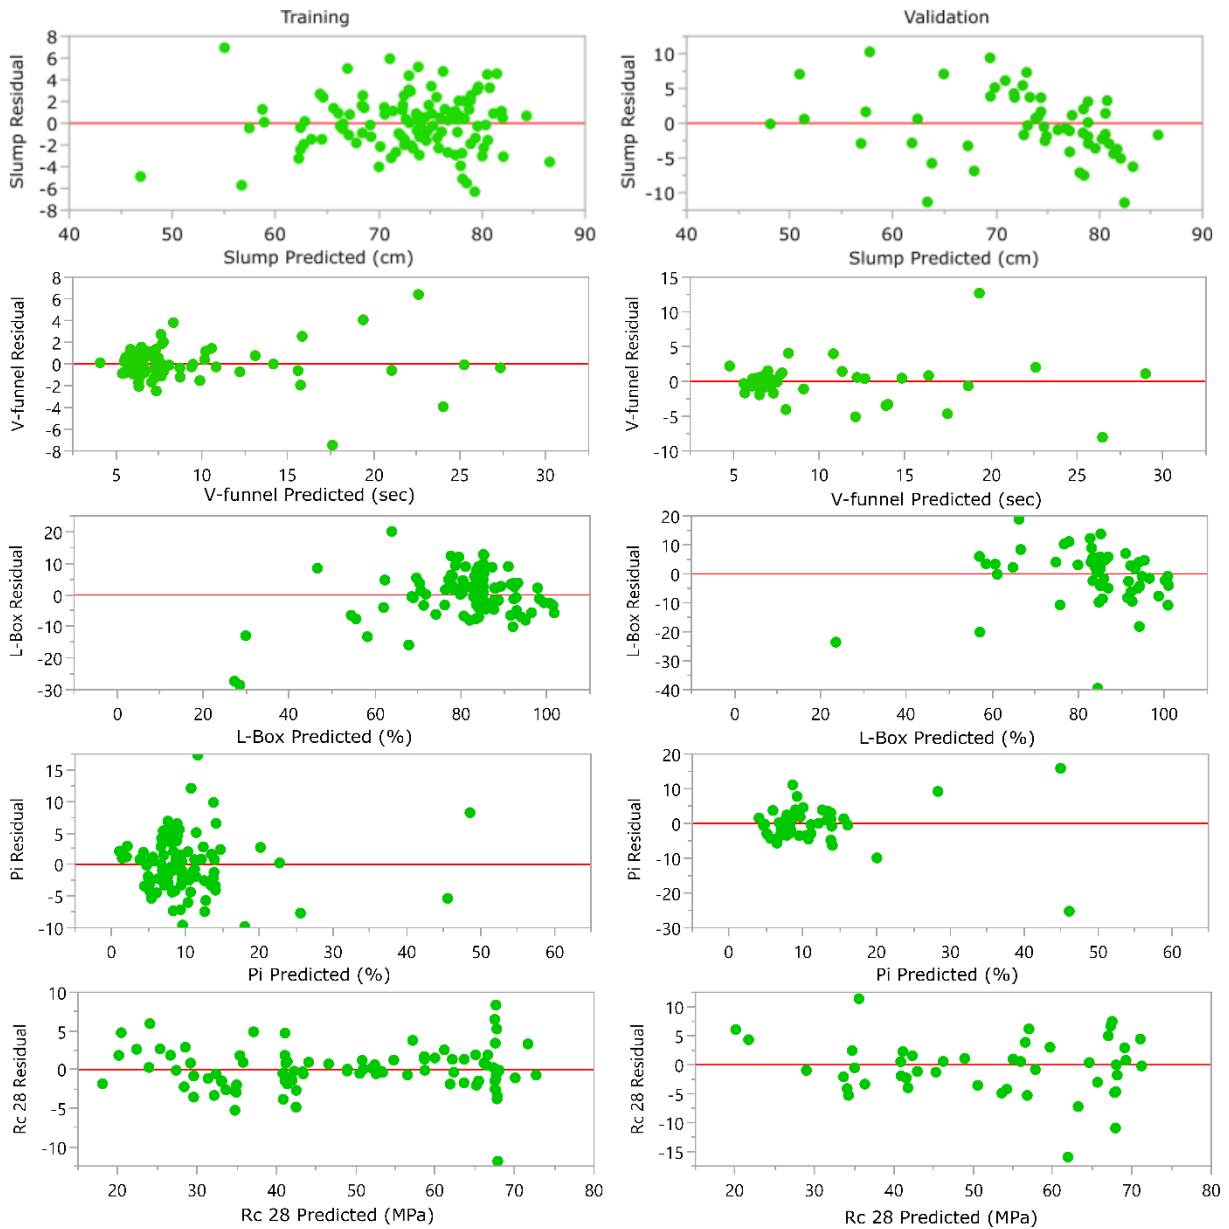 Training
Validation
Slump Residual
8
6
4
2
0
-2
-4
-6
-8
40 50 60 70 80 90
Slump Predicted (cm)
Slump Residual
10
5
0
-5
-10
40 50 60 70 80 90
Slump Predicted (cm)
V-funnel Residual
8
6
4
2
0
-2
-4
-6
-8
5 10 15 20 25 30
V-funnel Predicted (sec)
V-funnel Residual
15
10
5
0
-5
-10
5 10 15 20 25 30
V-funnel Predicted (sec)
L-Box Residual
20
10
0
-10
-20
-30
0 20 40 60 80 100
L-Box Predicted (%)
L-Box Residual
20
10
0
-10
-20
-30
-40
0 20 40 60 80 100
L-Box Predicted (%)
Pi Residual
15
10
5
0
-5
-10
0 10 20 30 40 50 60
Pi Predicted (%)
Pi Residual
20
10
0
-10
-20
-30
0 10 20 30 40 50 60
Pi Predicted (%)
Rc 28 Residual
10
5
0
-5
-10
20 30 40 50 60 70 80
Rc 28 Predicted (MPa)
Rc 28 Residual
10
5
0
-5
-10
-15
20 30 40 50 60 70 80
Rc 28 Predicted (MPa)